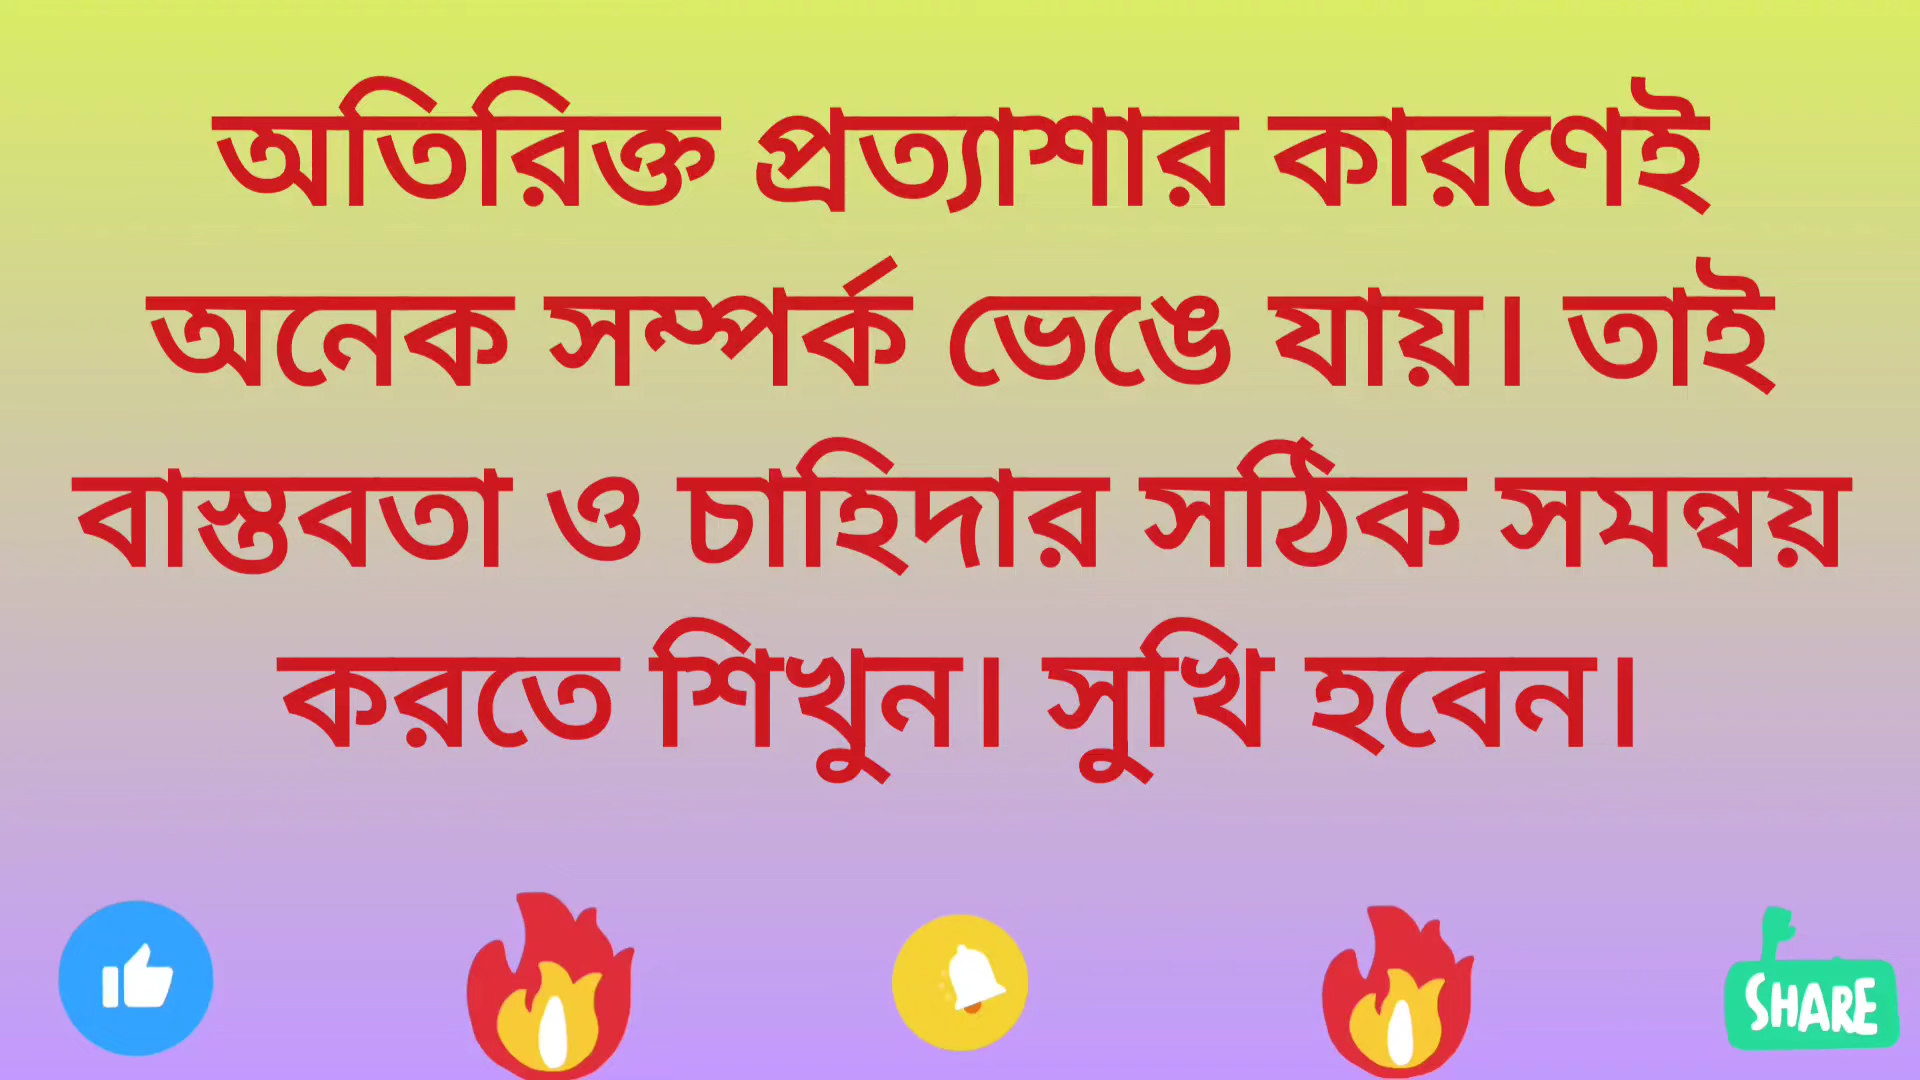 অতিরিক্ত প্রত্যাশার কারণেই
অনেক সম্পর্ক ভেঙে যায়। তাই
বাস্তবতা ও চাহিদার সঠিক সমন্বয়
করতে শিখুন। সুখি হবেন।
SHARE